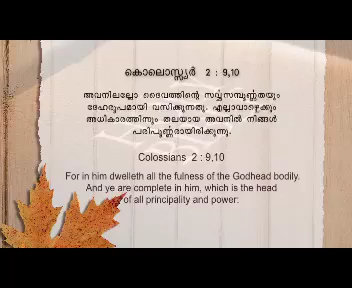 കൊലൊസ്സ്യർ 2 : 9,10
അവനിലല്ലോ ദൈവത്തിന്റെ സർവ്വസമ്പൂർണ്ണതയും
ദേഹരൂപമായി വസിക്കുന്നതു. എല്ലാവാഴ്ചെക്കും
അധികാരത്തിന്നും തലയായ അവനിൽ നിങ്ങൾ
പരിപൂർണ്ണരായിരിക്കുന്നു.
Colossians 2 : 9,10
For in him dwelleth all the fulness of the Godhead bodily.
And ye are complete in him, which is the head
of all principality and power: